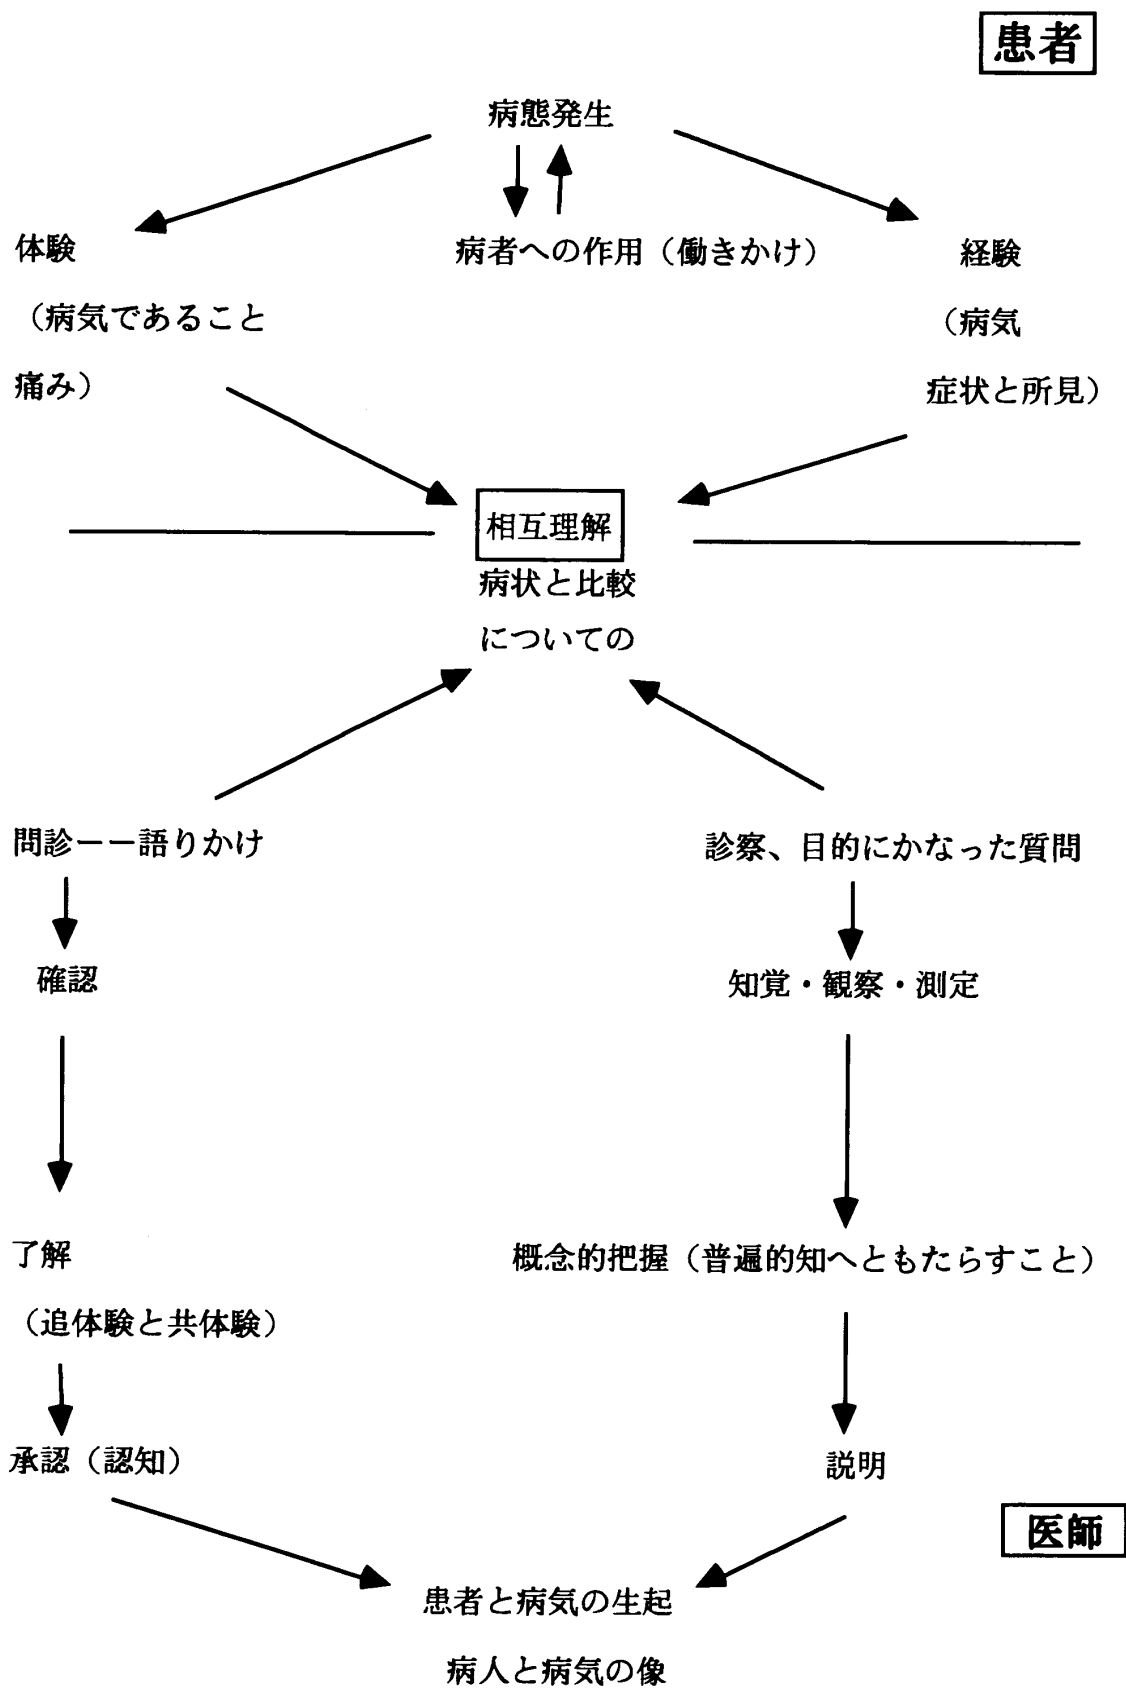 患者
病態発生
体験
病者への作用（働きかけ）
経験
（病気であること
（病気
痛み）
症状と所見）
相互理解
病状と比較
についての
問診ーー語りかけ
診察、目的にかなった質問
確認
知覚・観察・測定
了解
概念的把握（普遍的知へともたらすこと）
（追体験と共体験）
承認（認知）
説明
医師
患者と病気の生起
病人と病気の像